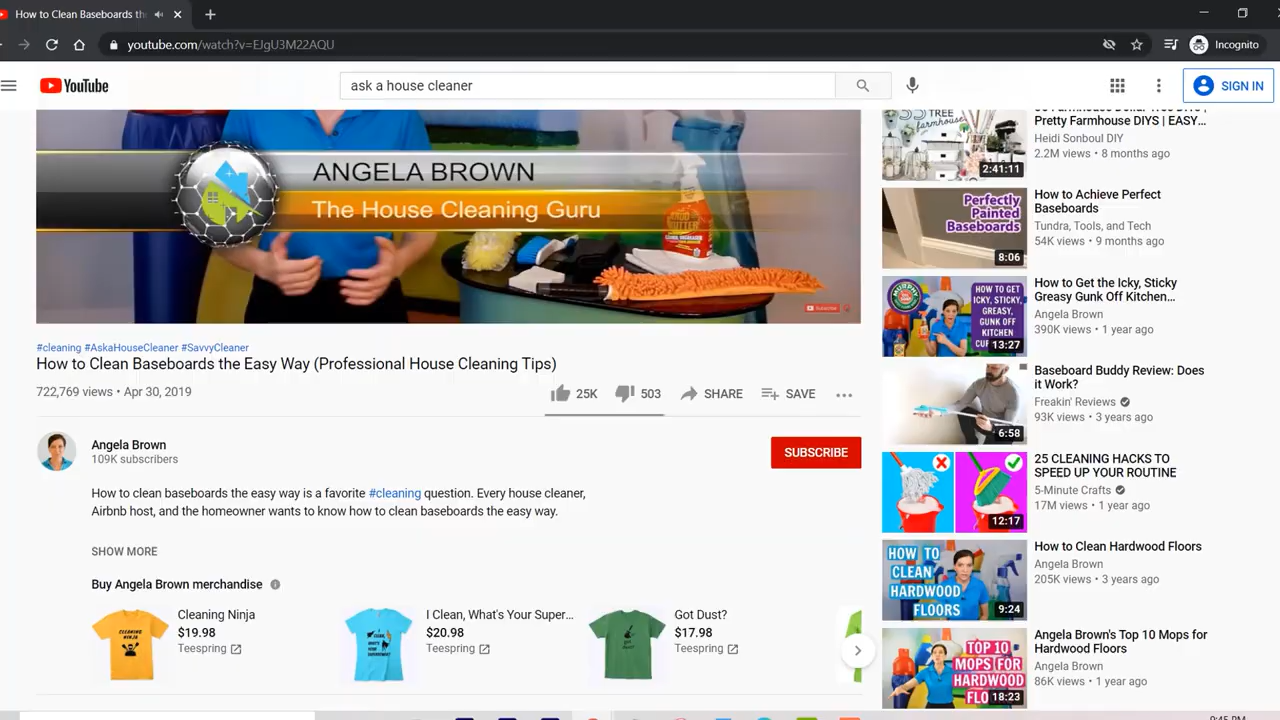 How to Clean Baseboards th
youtube.com/watch?v=EJgU3M22AQU
Incognito
YouTube
ask a house cleaner
SIGN IN
ANGELA BROWN
The House Cleaning Guru
Subscribe
#cleaning #AskaHouseCleaner #SavvyCleaner
How to Clean Baseboards the Easy Way (Professional House Cleaning Tips)
722,769 views • Apr 30, 2019
25K
503
SHARE
SAVE
Angela Brown
109K subscribers
SUBSCRIBE
How to clean baseboards the easy way is a favorite #cleaning question. Every house cleaner,
Airbnb host, and the homeowner wants to know how to clean baseboards the easy way.
SHOW MORE
Buy Angela Brown merchandise
Cleaning Ninja
$19.98
Teespring
I Clean, What's Your Super...
$20.98
Teespring
Got Dust?
$17.98
Teespring
TREE
farmhouse
2:41:11
Pretty Farmhouse DIYS | EASY...
Heidi Sonboul DIY
2.2M views • 8 months ago
Perfectly
Painted
Baseboards
8:06
How to Achieve Perfect
Baseboards
Tundra, Tools, and Tech
54K views • 9 months ago
HOW TO GET
ICKY, STICKY,
GREASY,
GUNK OFF
KITCHEN
13:27
How to Get the Icky, Sticky
Greasy Gunk Off Kitchen...
Angela Brown
390K views • 1 year ago
6:58
Baseboard Buddy Review: Does
it Work?
Freakin' Reviews
93K views • 3 years ago
12:17
25 CLEANING HACKS TO
SPEED UP YOUR ROUTINE
5-Minute Crafts
17M views • 1 year ago
HOW TO
CLEAN
HARDWOOD
FLOORS
9:24
How to Clean Hardwood Floors
Angela Brown
205K views • 3 years ago
TOP 10
MOPS FOR
HARDWOOD
FLO
18:23
Angela Brown's Top 10 Mops for
Hardwood Floors
Angela Brown
86K views • 1 year ago